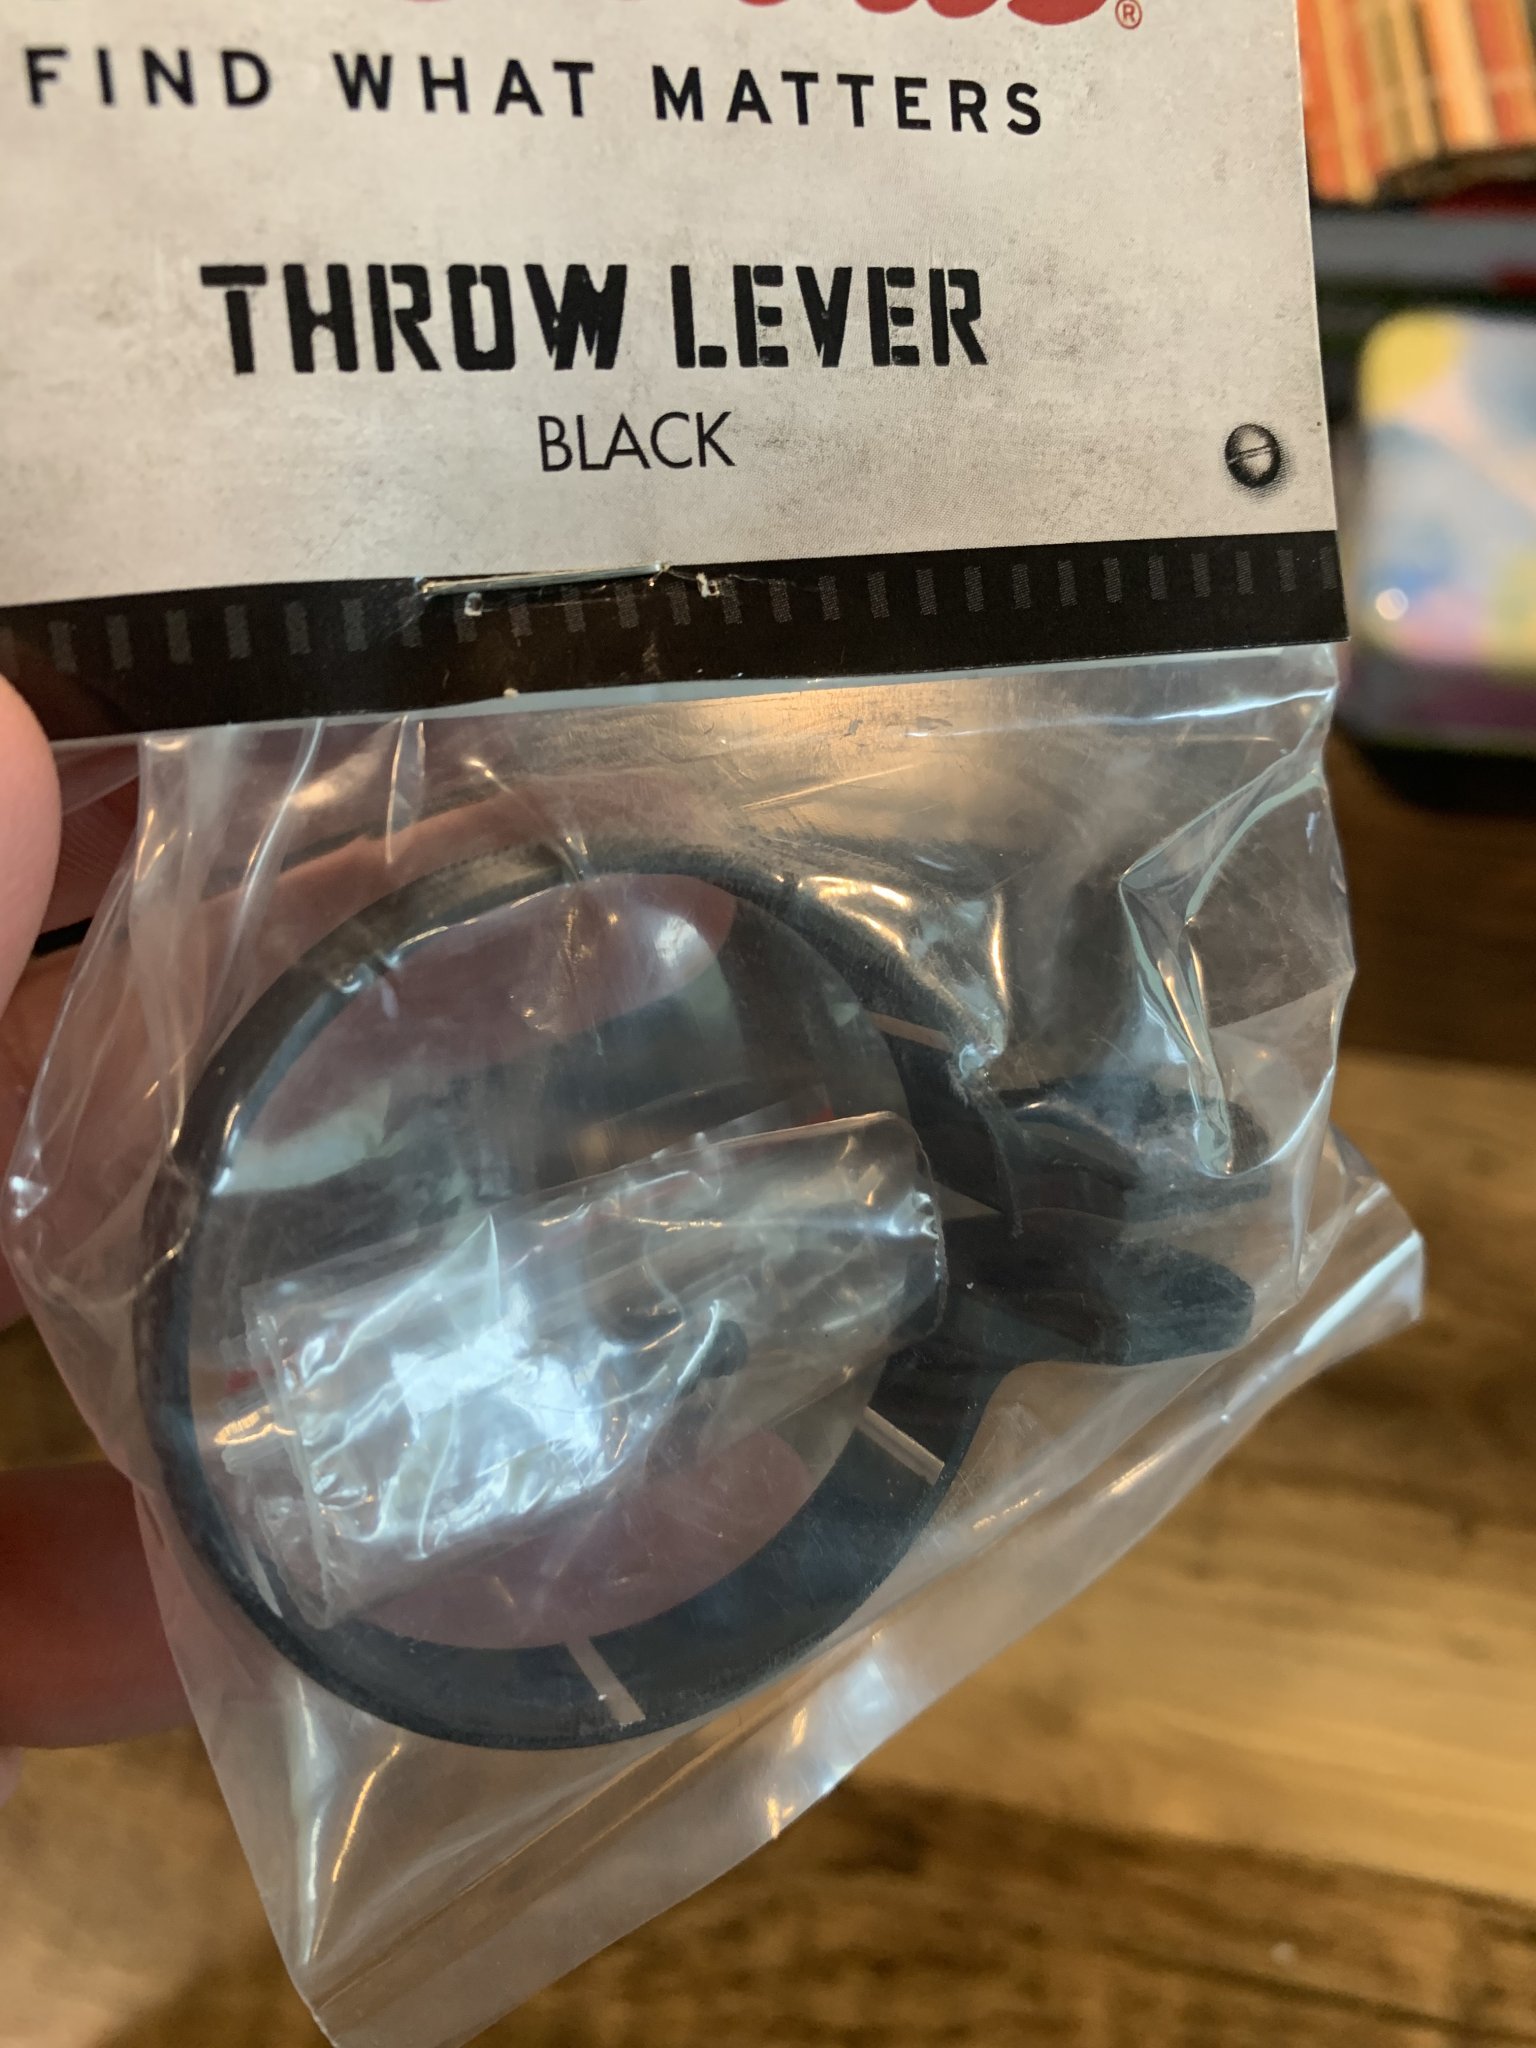 ®
FIND WHAT MATTERS
THROW LEVER
BLACK